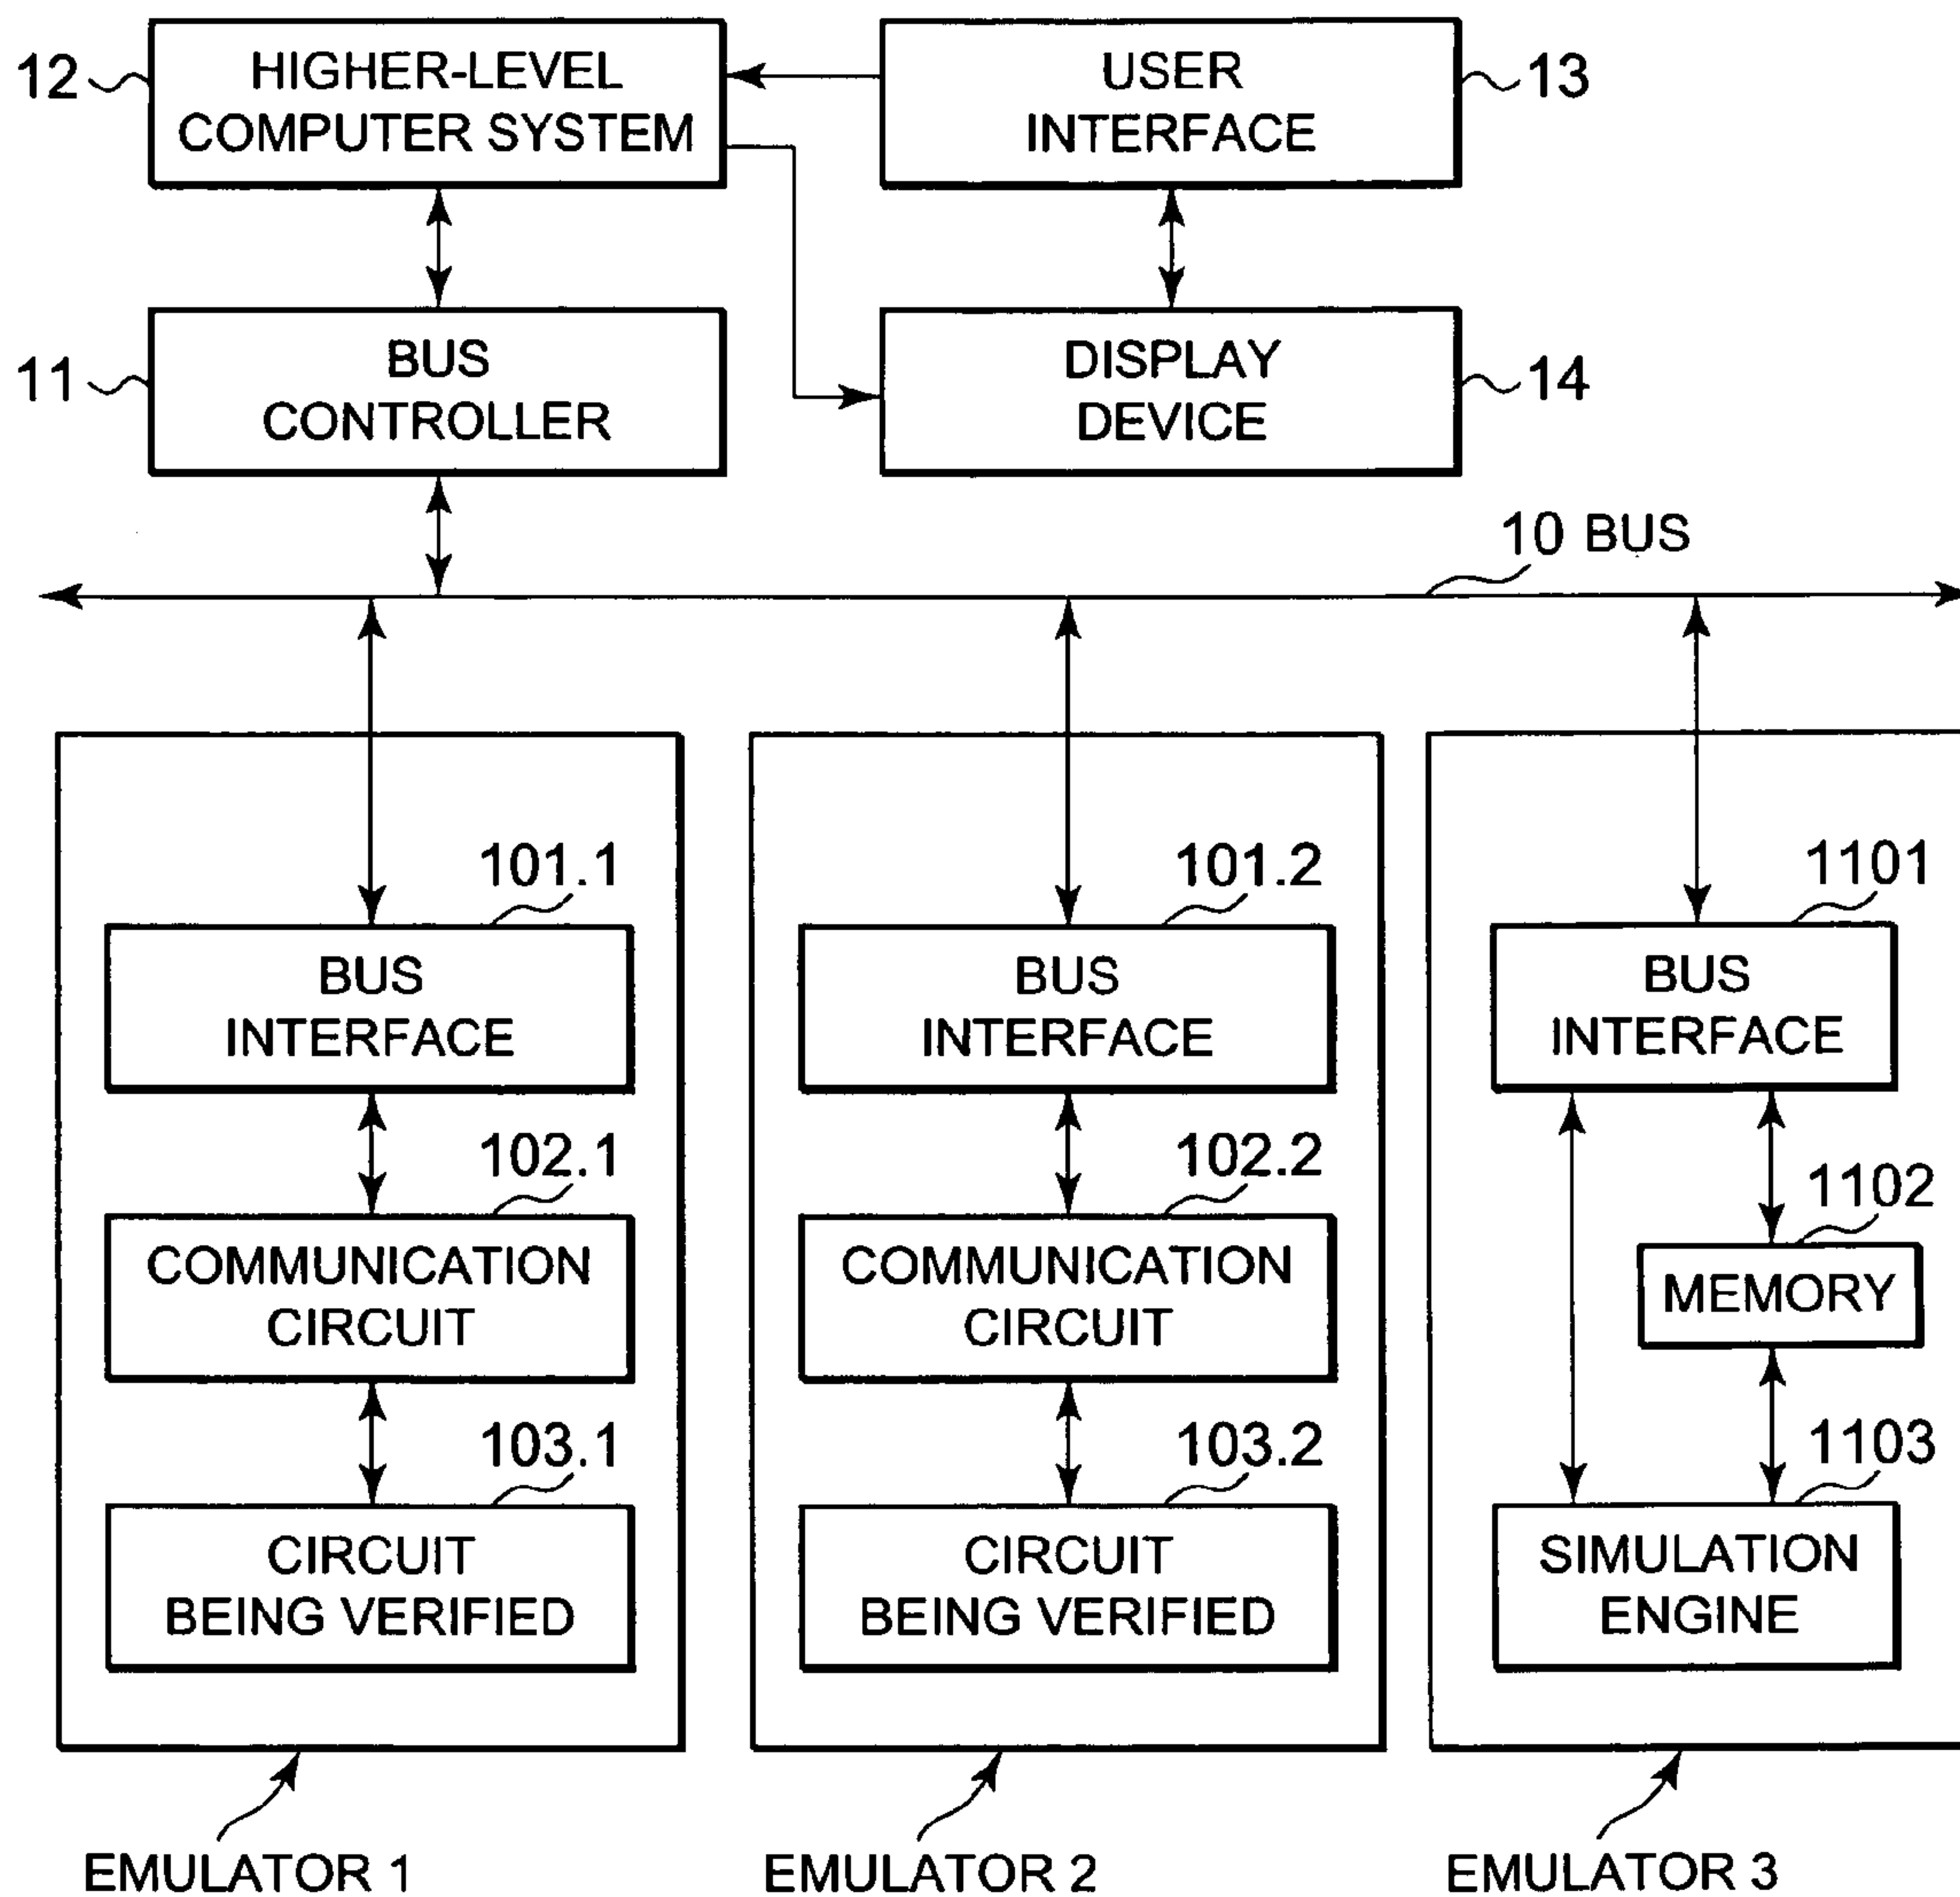 12
HIGHER-LEVEL
COMPUTER SYSTEM
USER
INTERFACE
13
11
BUS
CONTROLLER
DISPLAY
DEVICE
14
10 BUS
101.1
BUS
INTERFACE
102.1
COMMUNICATION
CIRCUIT
103.1
CIRCUIT
BEING VERIFIED
EMULATOR 1
101.2
BUS
INTERFACE
102.2
COMMUNICATION
CIRCUIT
103.2
CIRCUIT
BEING VERIFIED
EMULATOR 2
1101
BUS
INTERFACE
1102
MEMORY
1103
SIMULATION
ENGINE
EMULATOR 3